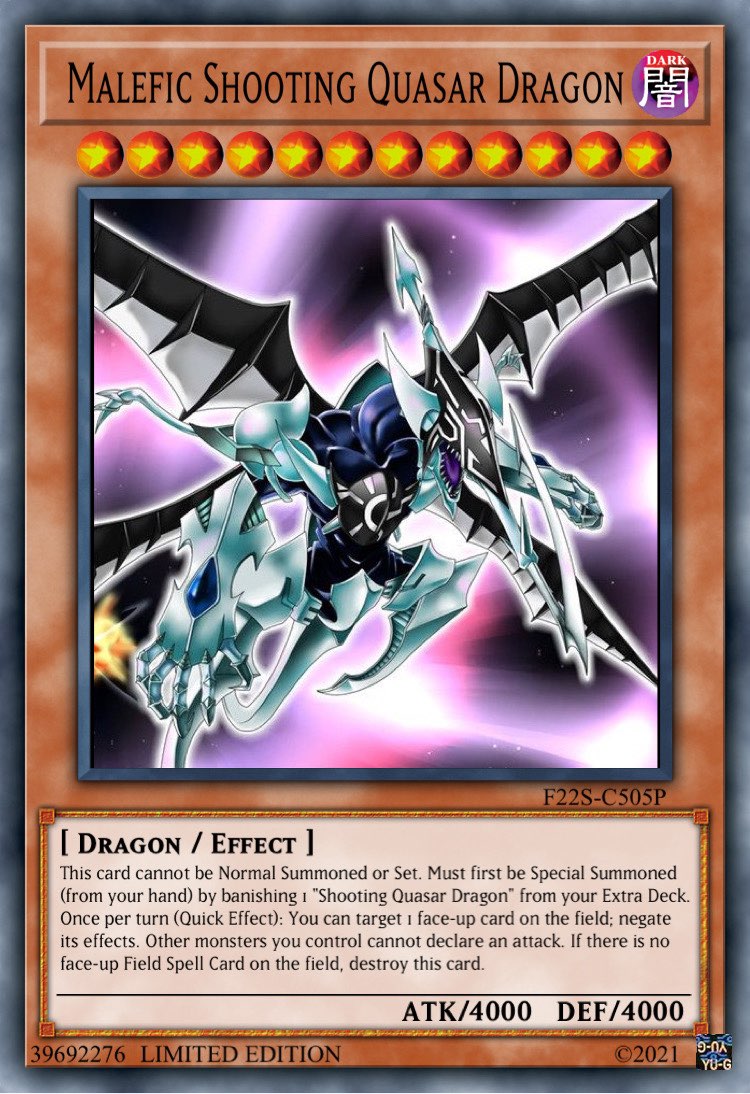 MALEFIC SHOOTING QUASAR DRAGON
DARK
闇
F22S-C505P
[ DRAGON / EFFECT ]
This card cannot be Normal Summoned or Set. Must first be Special Summoned
(from your hand) by banishing 1 "Shooting Quasar Dragon" from your Extra Deck.
Once per turn (Quick Effect): You can target 1 face-up card on the field; negate
its effects. Other monsters you control cannot declare an attack. If there is no
face-up Field Spell Card on the field, destroy this card.
ATK/4000 DEF/4000
39692276 LIMITED EDITION
©2021
YU-G
YU-G